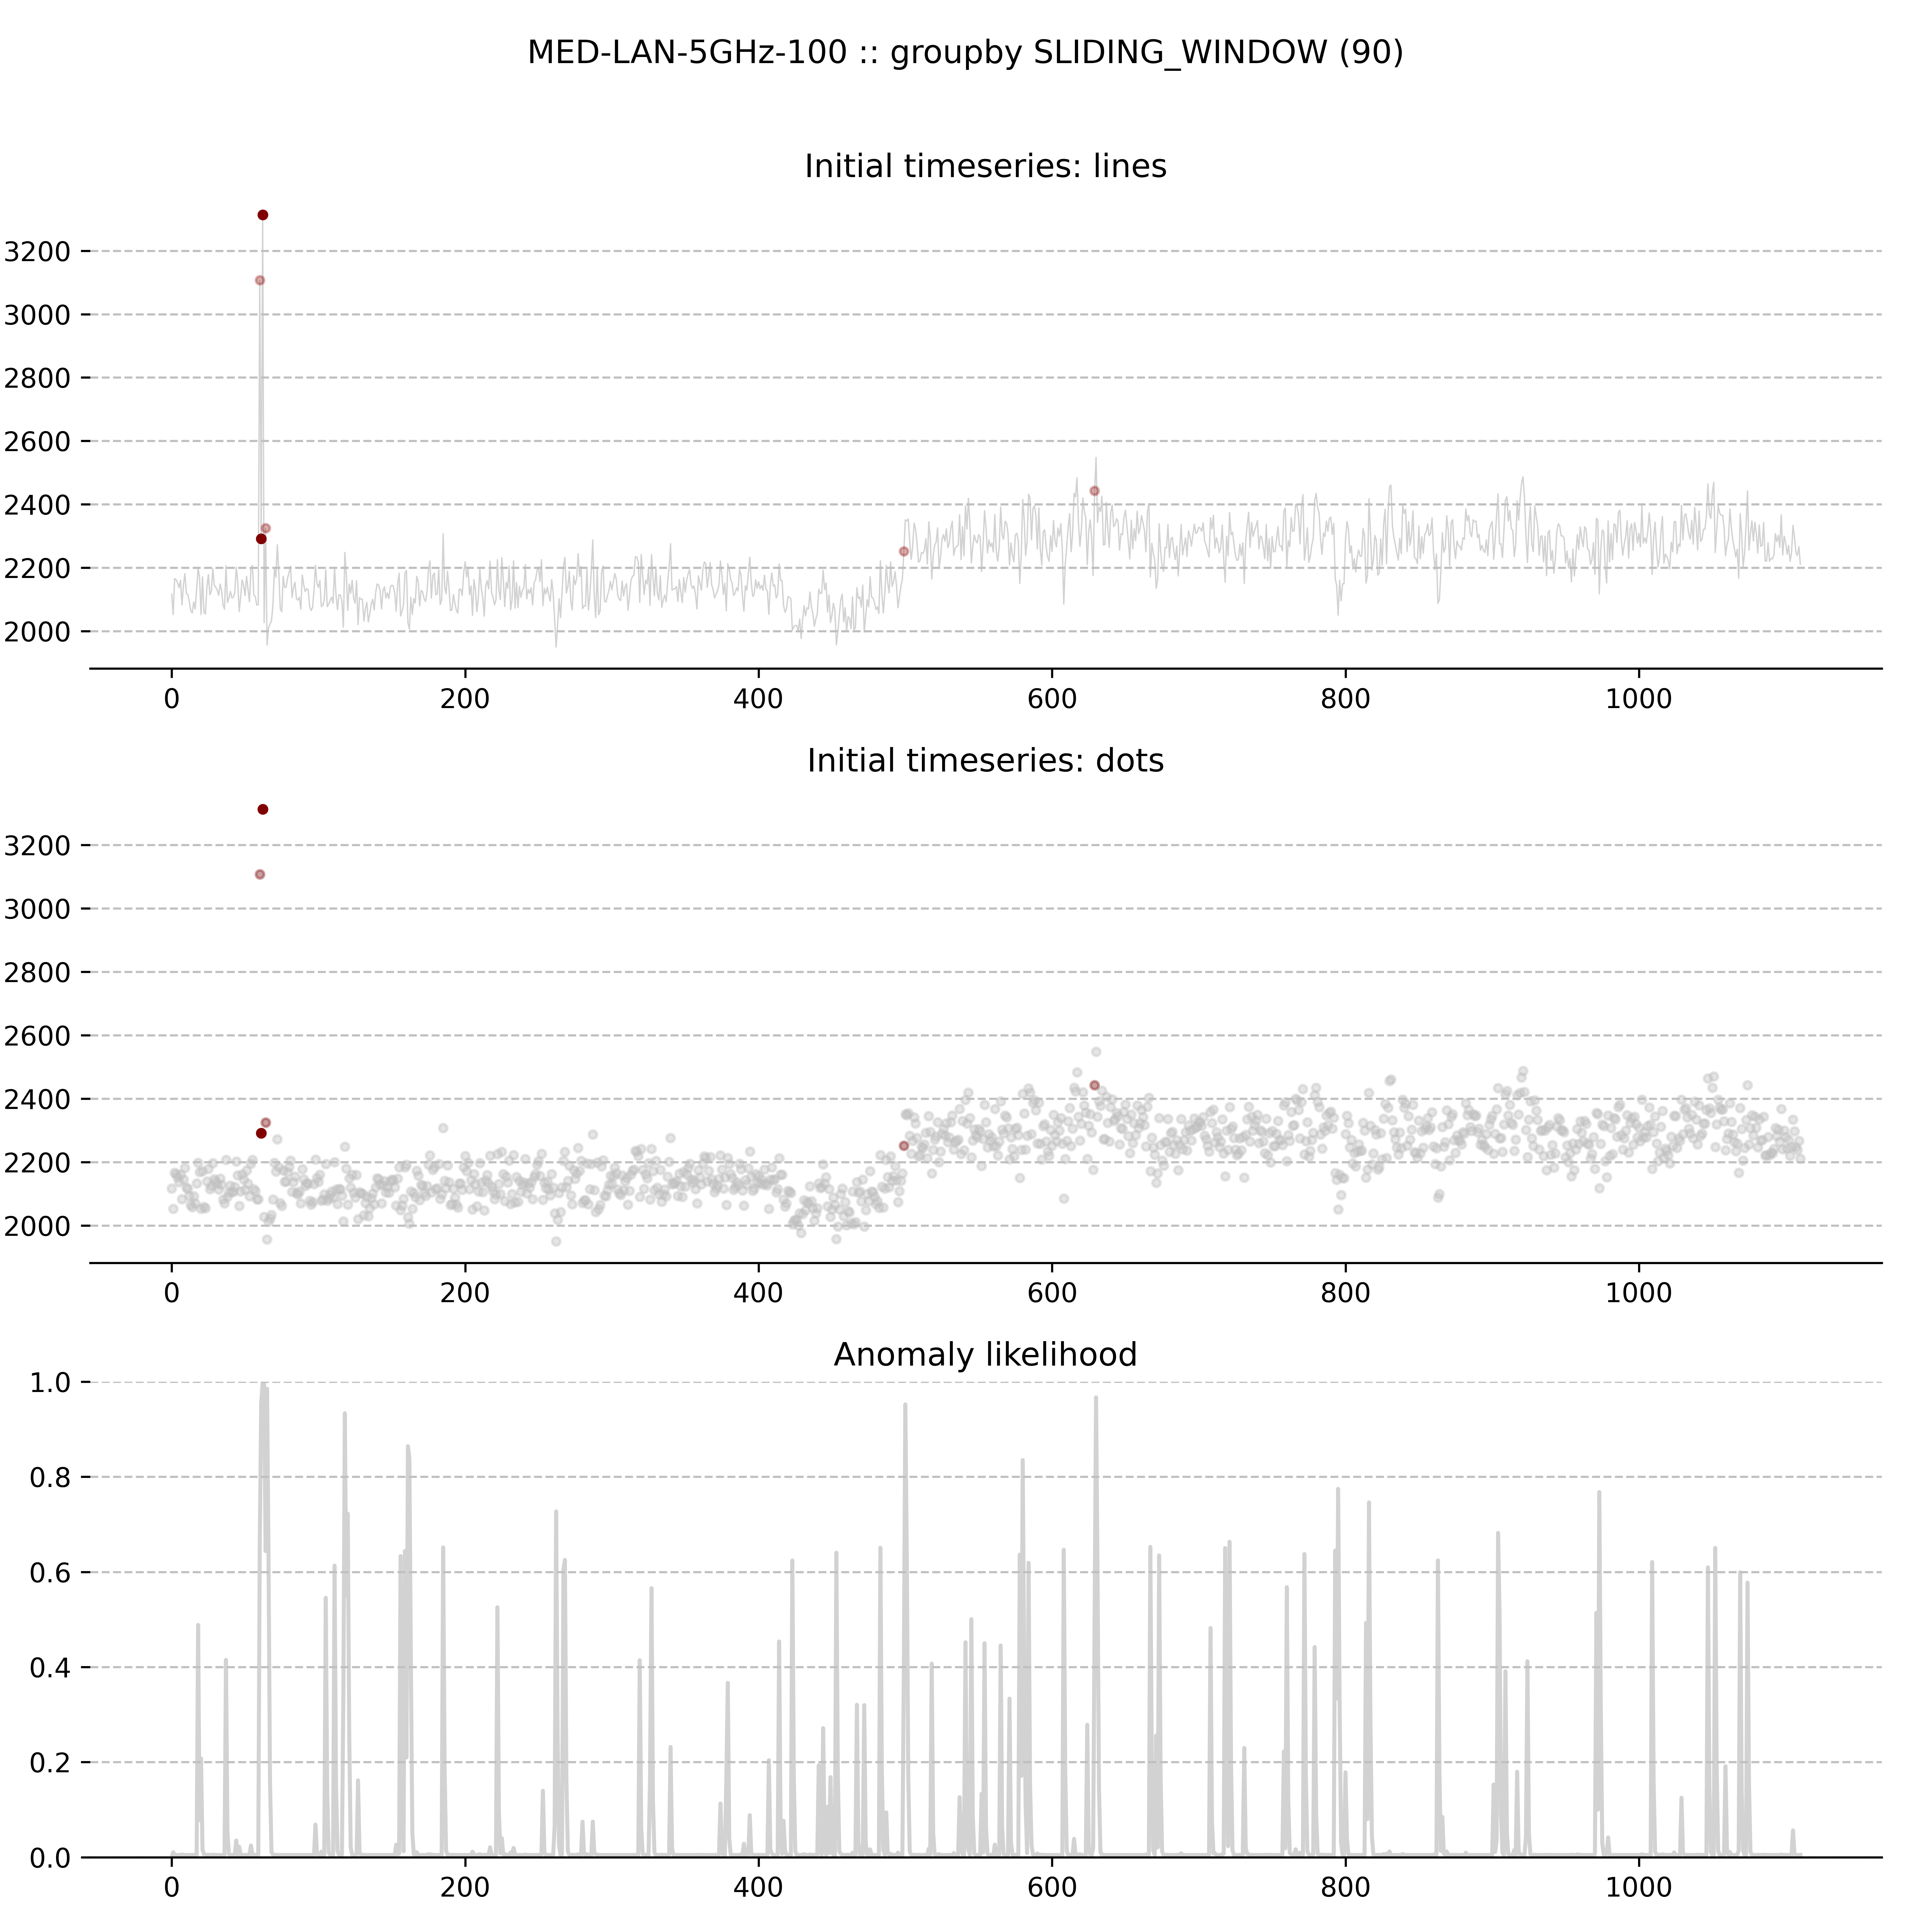 MED-LAN-5GHz-100 :: groupby SLIDING_WINDOW (90)
Initial timeseries: lines
3200
3000
2800
2600
2400
2200
2000
0 200 400 600 800 1000
Initial timeseries: dots
3200
3000
2800
2600
2400
2200
2000
0 200 400 600 800 1000
Anomaly likelihood
1.0
0.8
0.6
0.4
0.2
0.0
0 200 400 600 800 1000